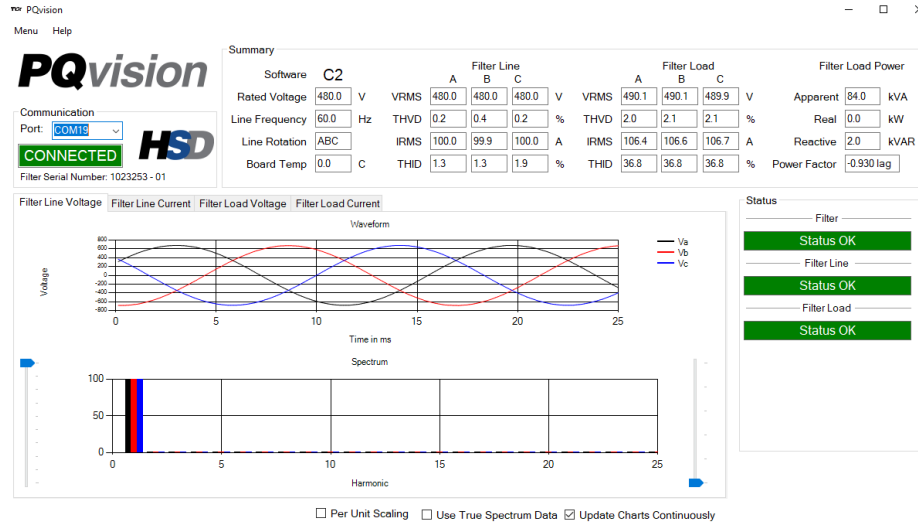 TCI PQvision
Menu Help
PQvision
Communication
Port: COM19
HSD
CONNECTED
Filter Serial Number: 1023253 - 01
Summary
Software C2
Rated Voltage 480.0 V
Line Frequency 60.0 Hz
Line Rotation ABC
Board Temp 0.0 C
Filter Line
A B C
VRMS 480.0 480.0 480.0 V
THVD 0.2 0.4 0.2 %
IRMS 100.0 99.9 100.0 A
THID 1.3 1.3 1.9 %
Filter Load
A B C
VRMS 490.1 490.1 489.9 V
THVD 2.0 2.1 2.1 %
IRMS 106.4 106.6 106.7 A
THID 36.8 36.8 36.8 %
Filter Load Power
Apparent 84.0 kVA
Real 0.0 kW
Reactive 2.0 kVAR
Power Factor -0.930 lag
Filter Line Voltage Filter Line Current Filter Load Voltage Filter Load Current
Waveform
Voltage
800
600
400
200
0
-200
-400
-600
-800
0 5 10 15 20 25
Time in ms
Va
Vb
Vc
Spectrum
100
50
0
0 5 10 15 20 25
Harmonic
Per Unit Scaling Use True Spectrum Data Update Charts Continuously
Status
Filter
Status OK
Filter Line
Status OK
Filter Load
Status OK